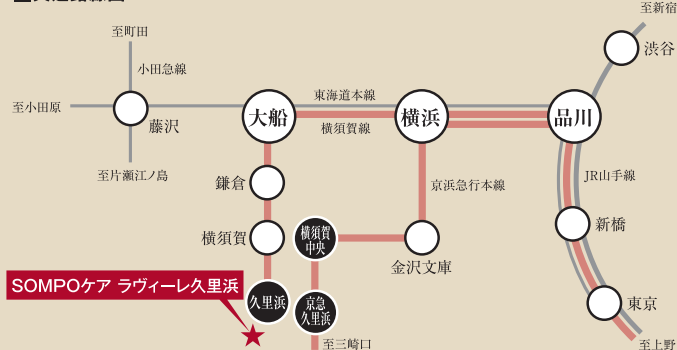 至新宿
至町田
渋谷
小田急線
東海道本線
至小田原
藤沢
大船
横浜
品川
横須賀線
至片瀬江ノ島
鎌倉
京浜急行本線
JR山手線
横須賀
横須賀
中央
新橋
金沢文庫
SOMPOケア ラヴィーレ久里浜
久里浜
京急
久里浜
東京
至三崎口
至上野